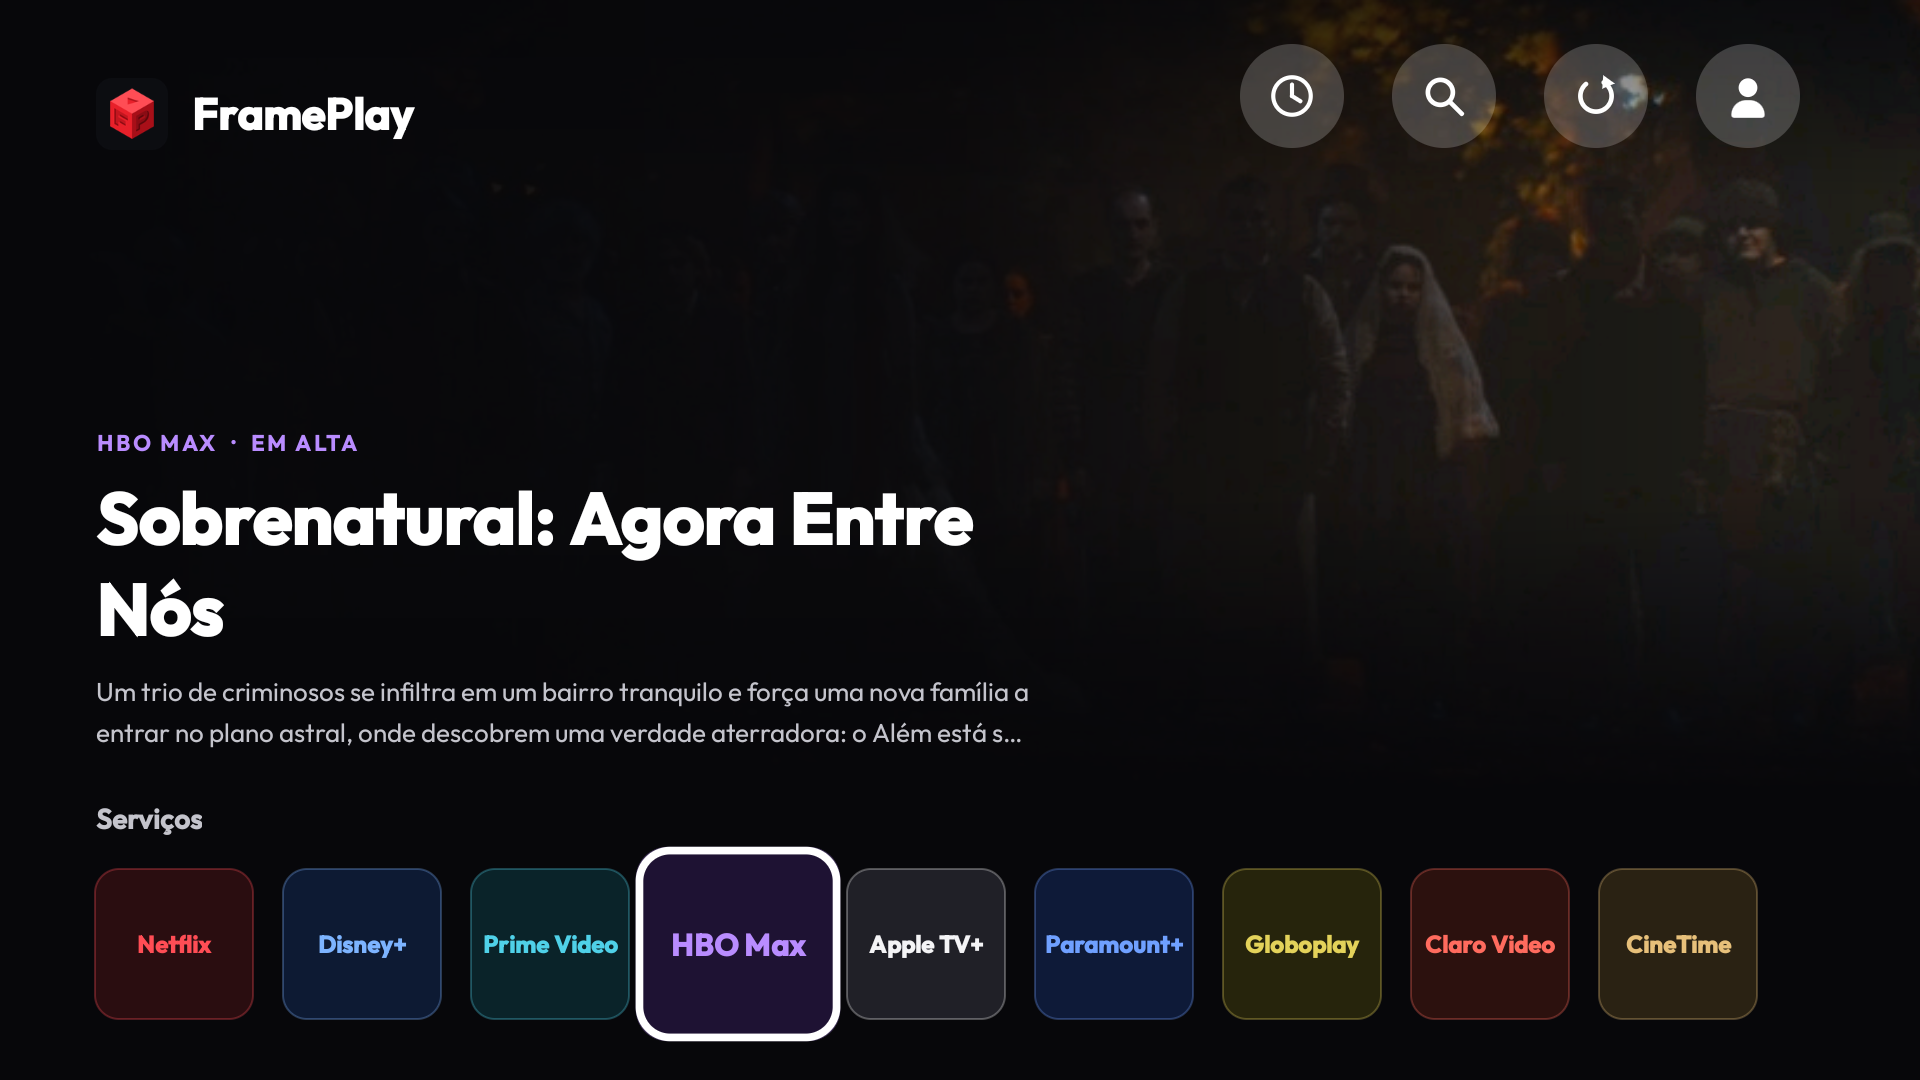 FramePlay
HBO MAX · EM ALTA
Sobrenatural: Agora Entre
Nós
Um trio de criminosos se infiltra em um bairro tranquilo e força uma nova família a
entrar no plano astral, onde descobrem uma verdade aterradora: o Além está s...
Serviços
Netflix
Disney+
Prime Video
HBO Max
Apple TV+
Paramount+
Globoplay
Claro Video
CineTime